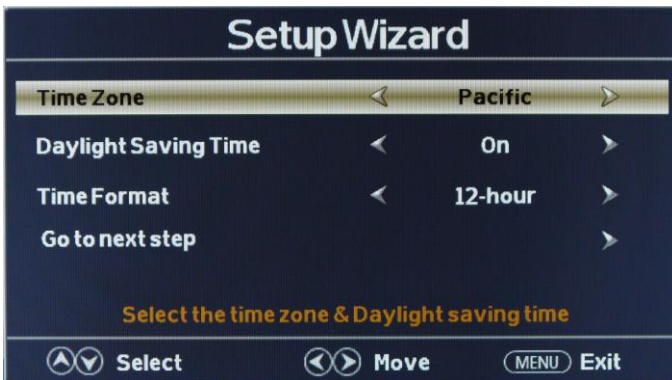 Setup Wizard
Time Zone Pacific
Daylight Saving Time On
Time Format 12-hour
Go to next step
Select the time zone & Daylight saving time
Select Move MENU Exit